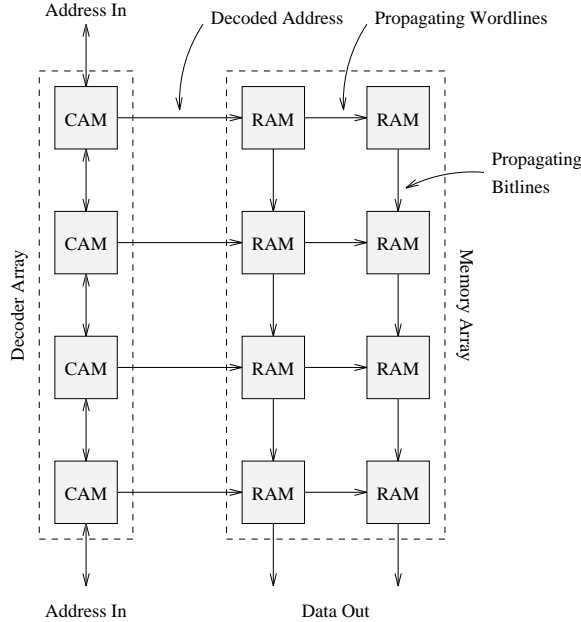 Address In
Decoded Address
Propagating Wordlines
CAM
RAM
RAM
Propagating
Bitlines
CAM
RAM
RAM
Decoder Array
Memory Array
CAM
RAM
RAM
CAM
RAM
RAM
Address In
Data Out